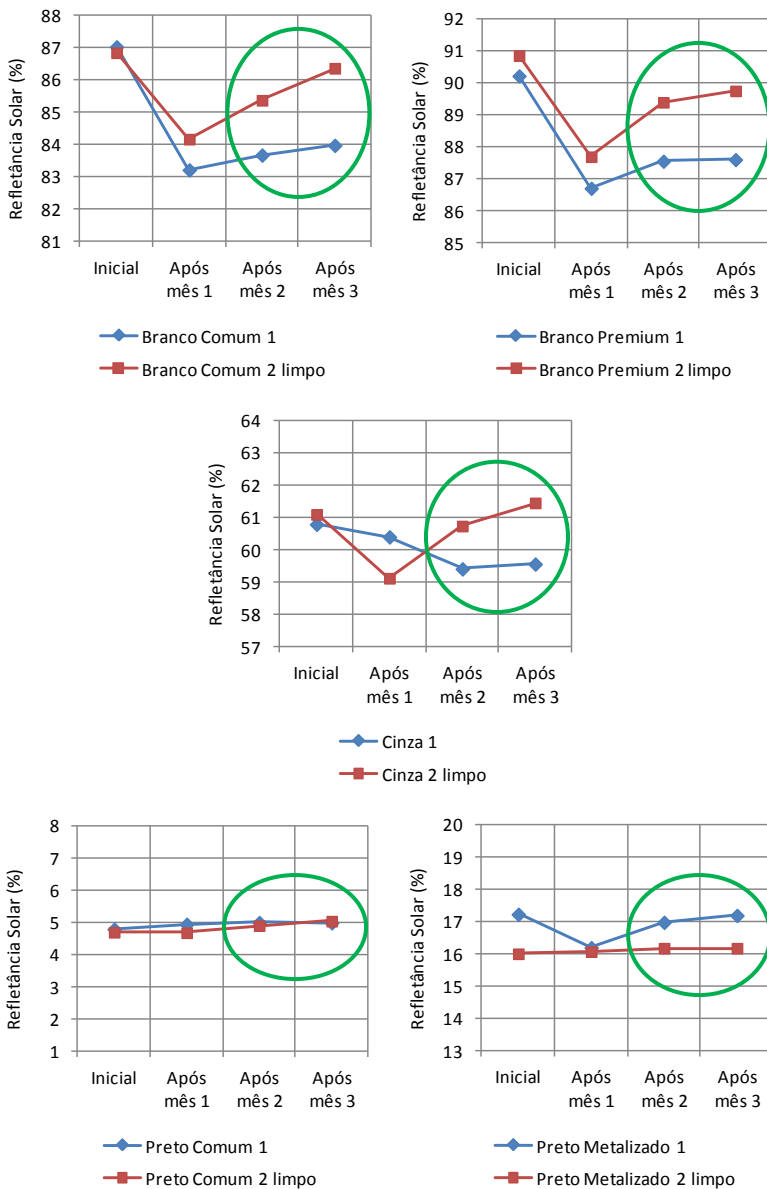 88
87
86
85
84
83
82
81
Refletância Solar (%)
Inicial
Após mês 1
Após mês 2
Após mês 3
Branco Comum 1
Branco Comum 2 limpo
92
91
90
89
88
87
86
85
Refletância Solar (%)
Inicial
Após mês 1
Após mês 2
Após mês 3
Branco Premium 1
Branco Premium 2 limpo
64
63
62
61
60
59
58
57
Refletância Solar (%)
Inicial
Após mês 1
Após mês 2
Após mês 3
Cinza 1
Cinza 2 limpo
8
7
6
5
4
3
2
1
Refletância Solar (%)
Inicial
Após mês 1
Após mês 2
Após mês 3
Preto Comum 1
Preto Comum 2 limpo
20
19
18
17
16
15
14
13
Refletância Solar (%)
Inicial
Após mês 1
Após mês 2
Após mês 3
Preto Metalizado 1
Preto Metalizado 2 limpo